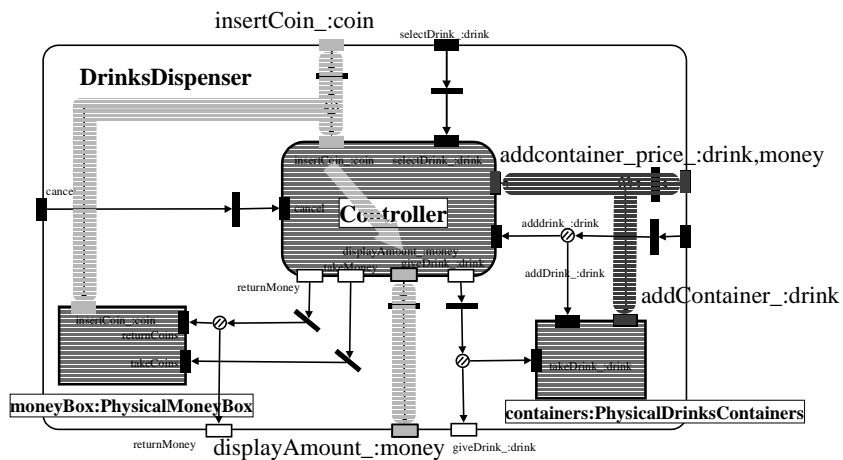 insertCoin_:coin
selectDrink_:drink
DrinksDispenser
insertCoin_:coin
selectDrink_:drink
addcontainer_price_:drink,money
cancel
cancel
Controller
adddrink_:drink
displayAmount_:money
giveDrink_:drink
takeMoney
addDrink_:drink
returnMoney
addContainer_:drink
insertCoin_:coin
returnCoins
takeCoins
takeDrink_:drink
moneyBox:PhysicalMoneyBox
containers:PhysicalDrinksContainers
returnMoney
displayAmount_:money
giveDrink_:drink